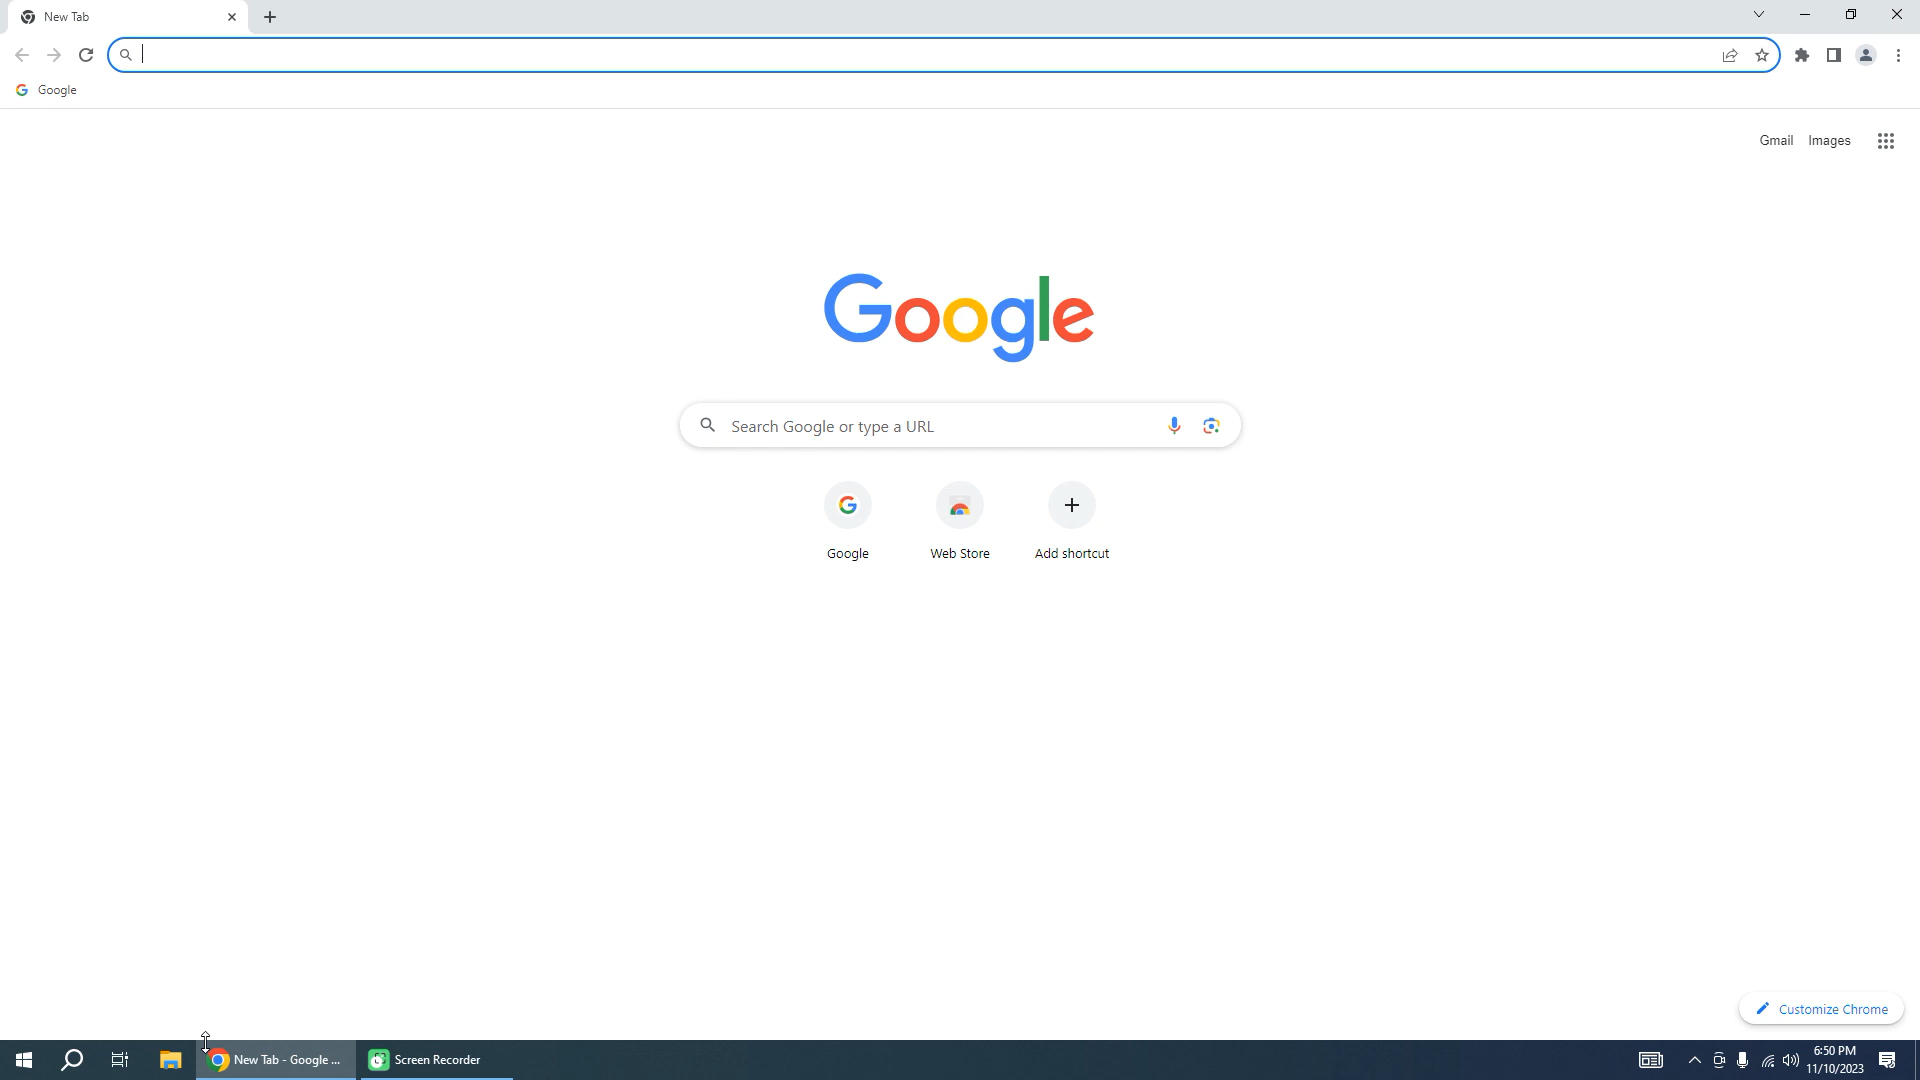 New Tab
Google
Gmail Images
Google
Search Google or type a URL
Google Web Store Add shortcut
Customize Chrome
New Tab - Google ... Screen Recorder
6:50 PM
11/10/2023